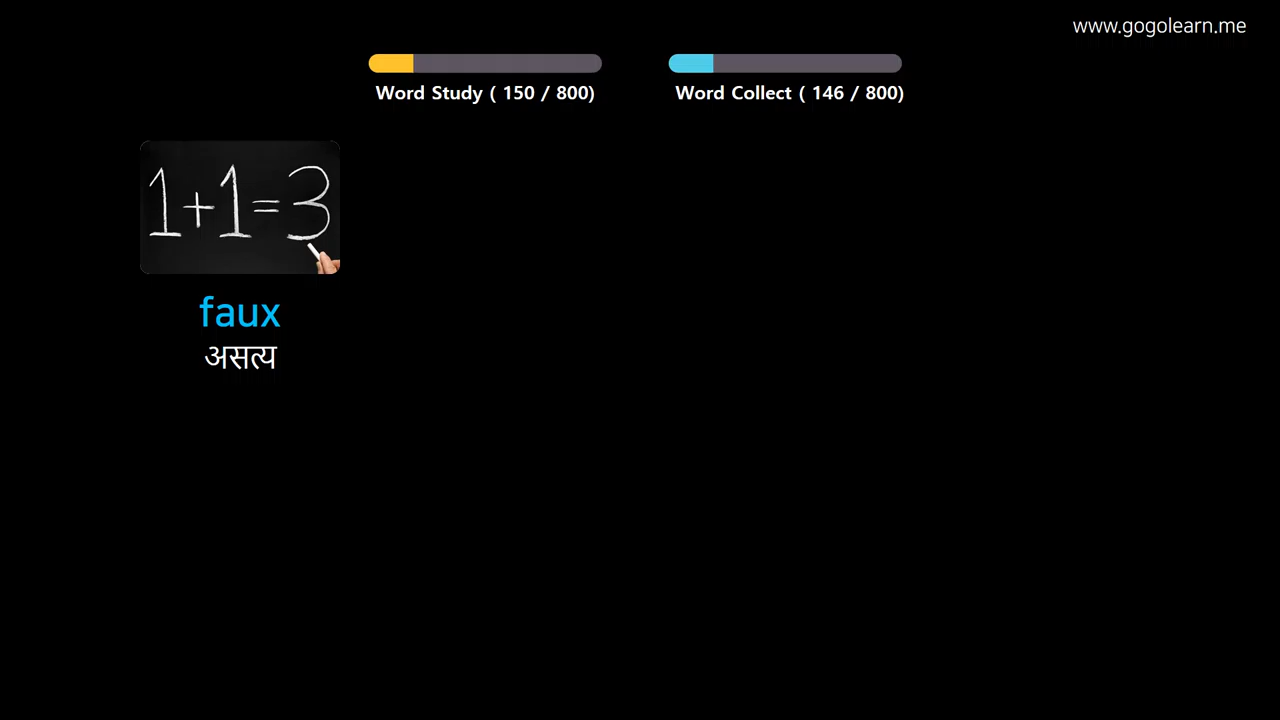 www.gogolearn.me
Word Study ( 150 / 800)
Word Collect ( 146 / 800)
1+1=3
faux
असत्य